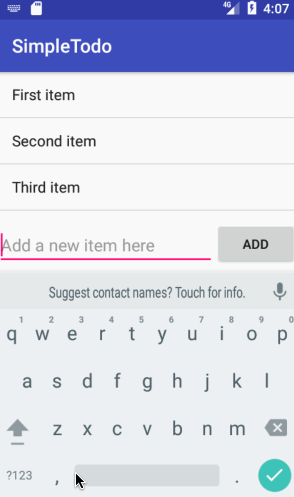 4G 4:07
SimpleTodo
First item
Second item
Third item
Add a new item here ADD
Suggest contact names? Touch for info.
1 2 3 4 5 6 7 8 9 0
q w e r t y u i o p
a s d f g h j k l
z x c v b n m
?123 , .